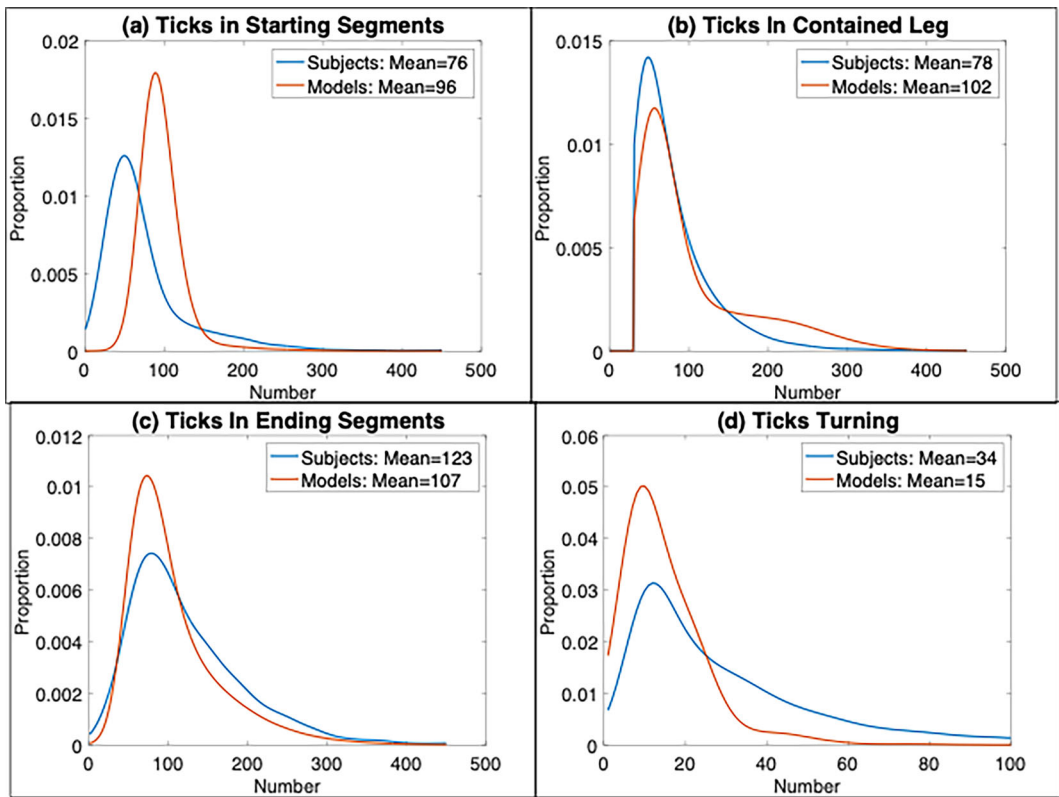 (a) Ticks in Starting Segments
0.02
0.015
0.01
0.005
0
Proportion
Subjects: Mean=76
Models: Mean=96
0 100 200 300 400 500
Number
(b) Ticks In Contained Leg
0.015
0.01
0.005
0
Proportion
Subjects: Mean=78
Models: Mean=102
0 100 200 300 400 500
Number
(c) Ticks In Ending Segments
0.012
0.01
0.008
0.006
0.004
0.002
0
Proportion
Subjects: Mean=123
Models: Mean=107
0 100 200 300 400 500
Number
(d) Ticks Turning
0.06
0.05
0.04
0.03
0.02
0.01
0
Proportion
Subjects: Mean=34
Models: Mean=15
0 20 40 60 80 100
Number